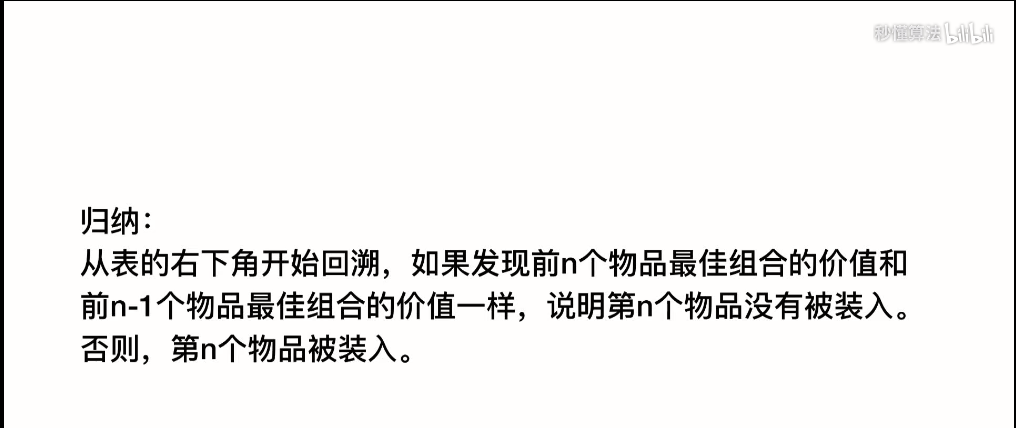 秒懂算法 bilibili
归纳：
从表的右下角开始回溯，如果发现前n个物品最佳组合的价值和
前n-1个物品最佳组合的价值一样，说明第n个物品没有被装入。
否则，第n个物品被装入。